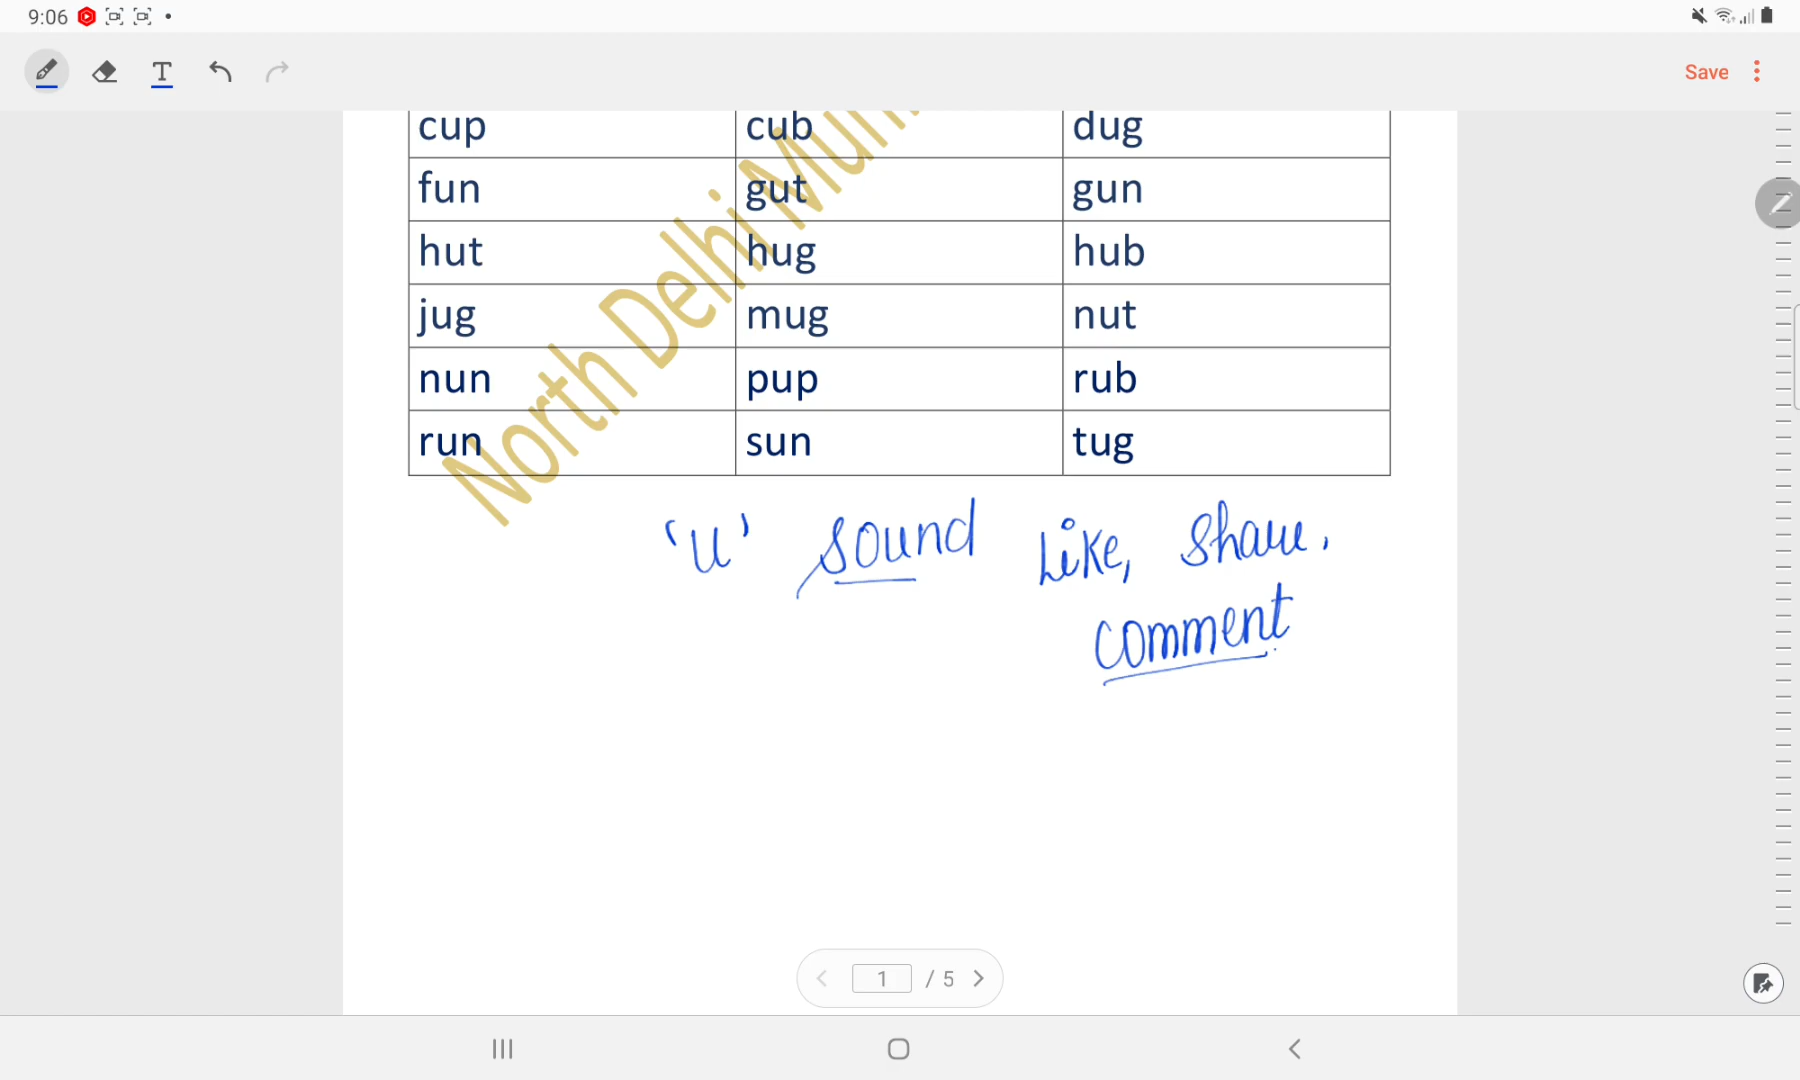 9:06
Save
cup cub dug
fun gut gun
hut hug hub
jug mug nut
nun pup rub
run sun tug
North Delhi Mun
'u' sound Like, Share,
comment
1 / 5